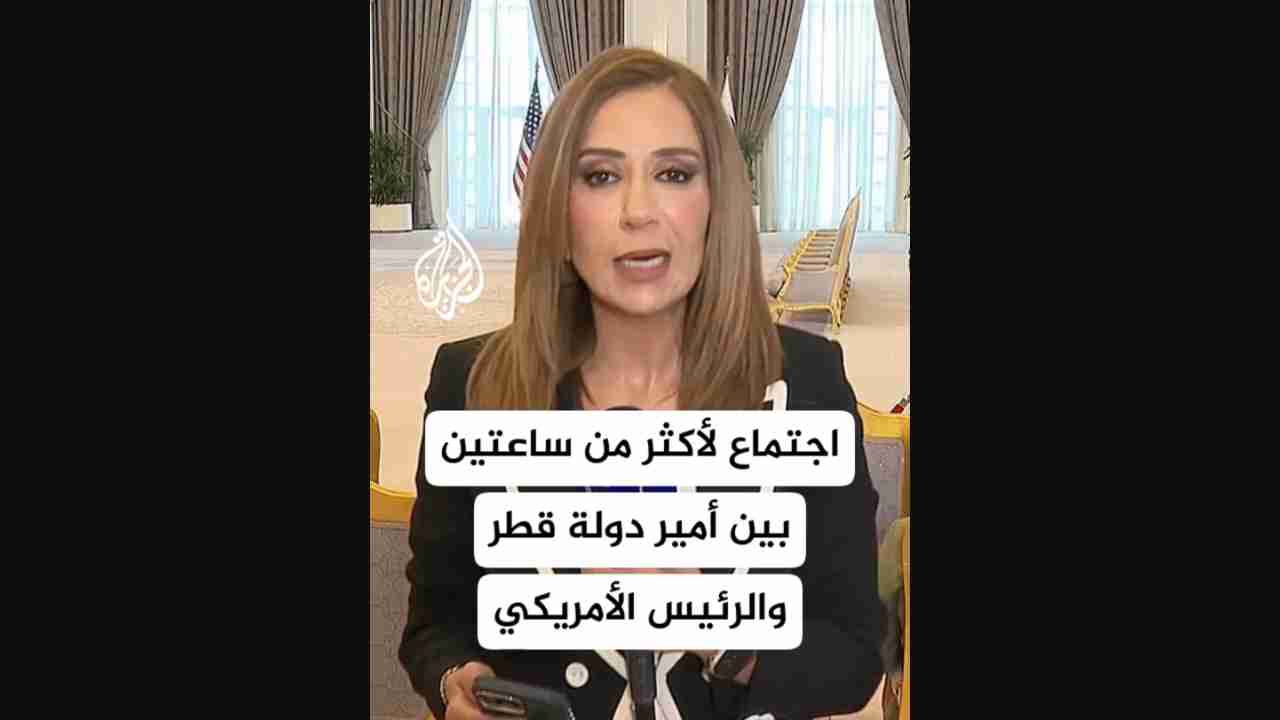 الجزيرة
اجتماع لأكثر من ساعتين
بين أمير دولة قطر
والرئيس الأمريكي